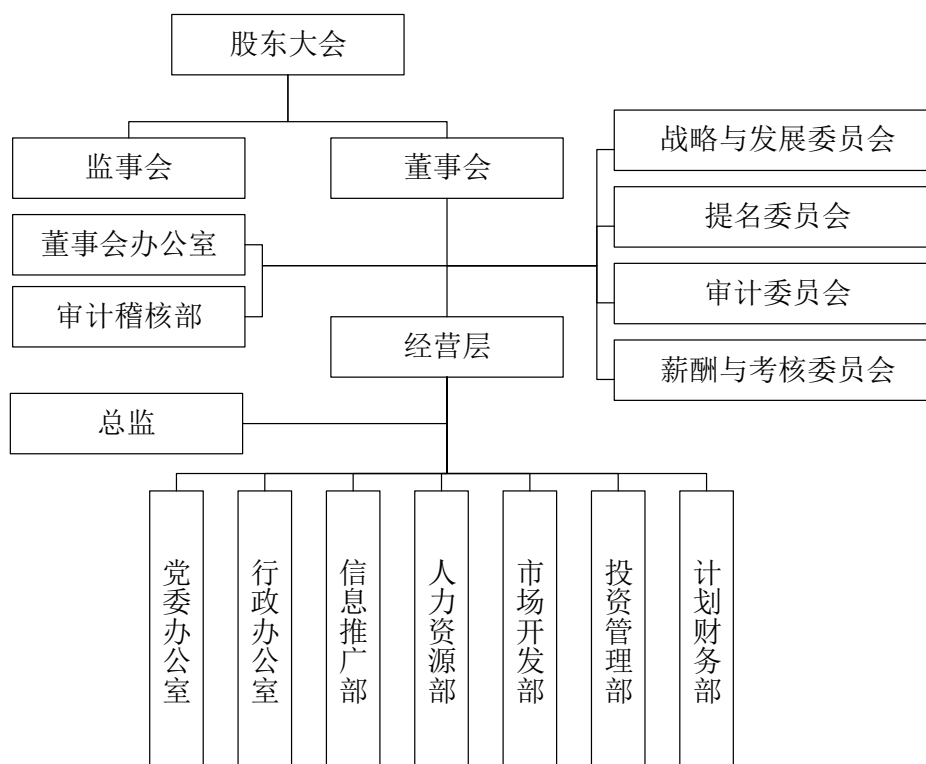 股东大会
监事会
董事会
战略与发展委员会
提名委员会
董事会办公室
审计委员会
审计稽核部
经营层
薪酬与考核委员会
总监
党委办公室
行政办公室
信息推广部
人力资源部
市场开发部
投资管理部
计划财务部